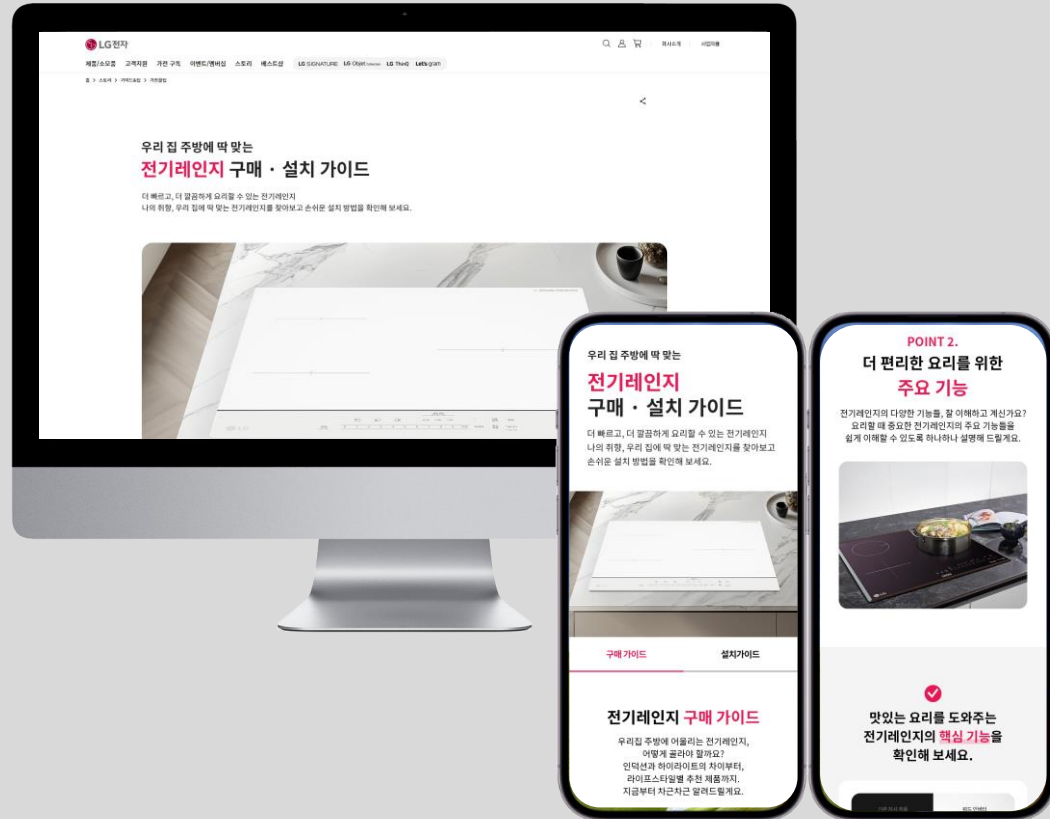 LG전자
회사소개 사업자몰
제품/소모품 고객지원 가전 구독 이벤트/멤버십 스토리 베스트샵 LG SIGNATURE LG Objet Collection LG ThinQ Let's gram
홈 > 스토리 > 가전꿀팁
우리 집 주방에 딱 맞는
전기레인지 구매 · 설치 가이드
더 빠르고, 더 깔끔하게 요리할 수 있는 전기레인지
나의 취향, 우리 집에 딱 맞는 전기레인지를 찾아보고 손쉬운 설치 방법을 확인해 보세요.
LG
우리 집 주방에 딱 맞는
전기레인지
구매 · 설치 가이드
더 빠르고, 더 깔끔하게 요리할 수 있는 전기레인지
나의 취향, 우리 집에 딱 맞는 전기레인지를 찾아보고
손쉬운 설치 방법을 확인해 보세요.
구매 가이드 설치가이드
전기레인지 구매 가이드
우리집 주방에 어울리는 전기레인지,
어떻게 골라야 할까요?
인덕션과 하이라이트의 차이부터,
라이프스타일별 추천 제품까지.
지금부터 차근차근 알려드릴게요.
POINT 2.
더 편리한 요리를 위한
주요 기능
전기레인지의 다양한 기능들, 잘 이해하고 계신가요?
요리할 때 중요한 전기레인지의 주요 기능들을
쉽게 이해할 수 있도록 하나하나 설명해 드릴게요.
맛있는 요리를 도와주는
전기레인지의 핵심 기능을
확인해 보세요.